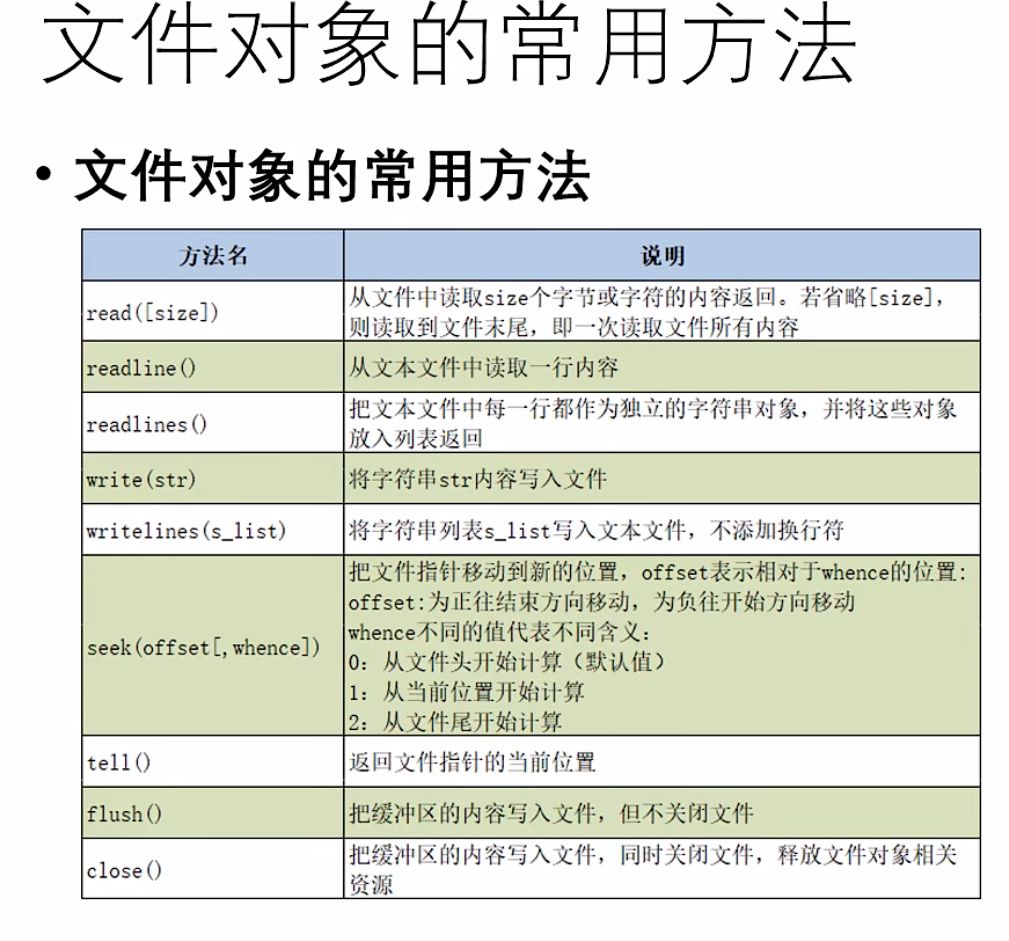 文件对象的常用方法
• 文件对象的常用方法
方法名 说明
read([size]) 从文件中读取size个字节或字符的内容返回。若省略[size],
则读取到文件末尾，即一次读取文件所有内容
readline() 从文本文件中读取一行内容
readlines() 把文本文件中每一行都作为独立的字符串对象，并将这些对象
放入列表返回
write(str) 将字符串str内容写入文件
writelines(s_list) 将字符串列表s_list写入文本文件，不添加换行符
seek(offset[,whence]) 把文件指针移动到新的位置，offset表示相对于whence的位置:
offset:为正往结束方向移动，为负往开始方向移动
whence不同的值代表不同含义:
0: 从文件头开始计算（默认值）
1: 从当前位置开始计算
2: 从文件尾开始计算
tell() 返回文件指针的当前位置
flush() 把缓冲区的内容写入文件，但不关闭文件
close() 把缓冲区的内容写入文件，同时关闭文件，释放文件对象相关
资源